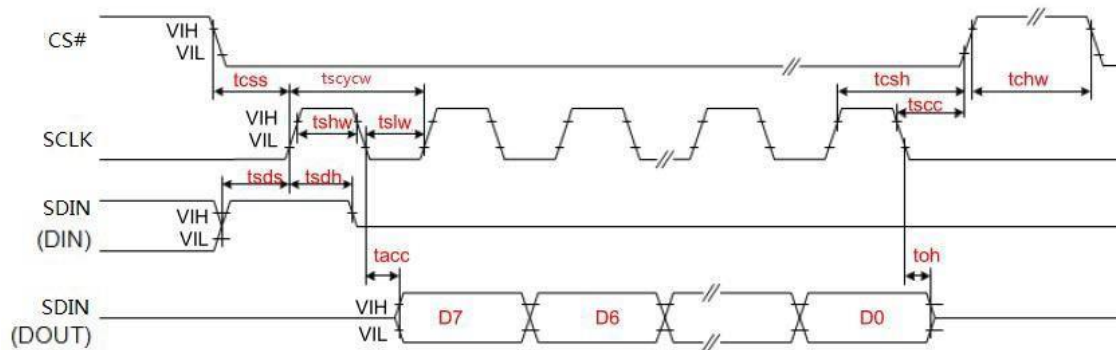 CS#
VIH
VIL
tcss
tscycw
tcsh
tchw
tscc
SCLK
VIH
VIL
tshw
tslw
tsds
tsdh
SDIN
(DIN)
VIH
VIL
tacc
toh
SDIN
(DOUT)
VIH
VIL
D7
D6
D0